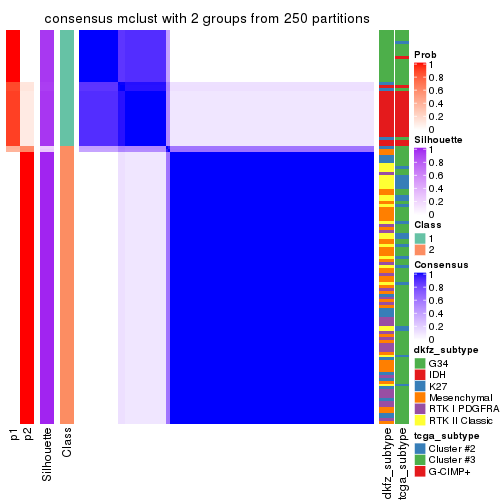 consensus mclust with 2 groups from 250 partitions
Prob
1
0.8
0.6
0.4
0.2
0
Silhouette
1
0.8
0.6
0.4
0.2
0
Class
1
2
Consensus
1
0.8
0.6
0.4
0.2
0
dkfz_subtype
G34
IDH
K27
Mesenchymal
RTK I PDGFRA
RTK II Classic
tcga_subtype
Cluster #2
Cluster #3
G-CIMP+
p1
p2
Silhouette
Class
dkfz_subtype
tcga_subtype